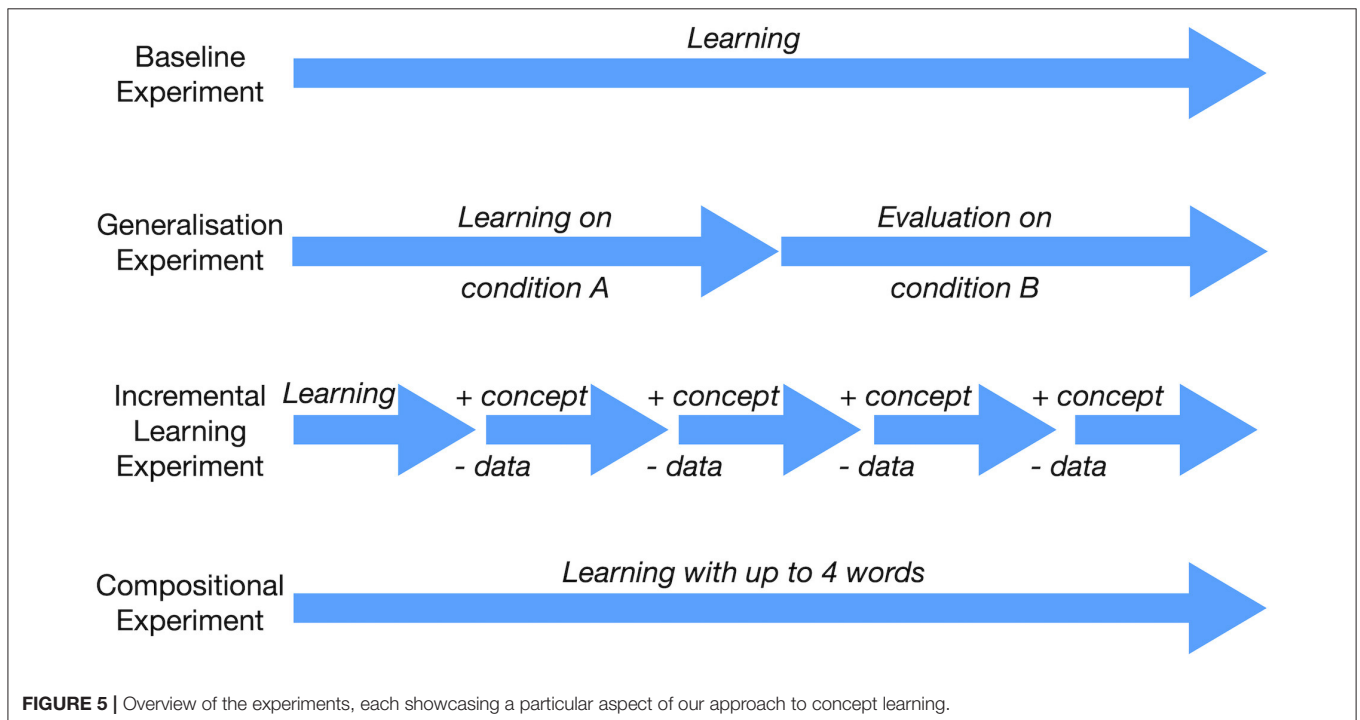 Learning
Baseline
Experiment
Generalisation
Experiment
Learning on
condition A
Evaluation on
condition B
Incremental
Learning
Experiment
Learning
+ concept
- data
+ concept
- data
+ concept
- data
+ concept
- data
Compositional
Experiment
Learning with up to 4 words
FIGURE 5 | Overview of the experiments, each showcasing a particular aspect of our approach to concept learning.